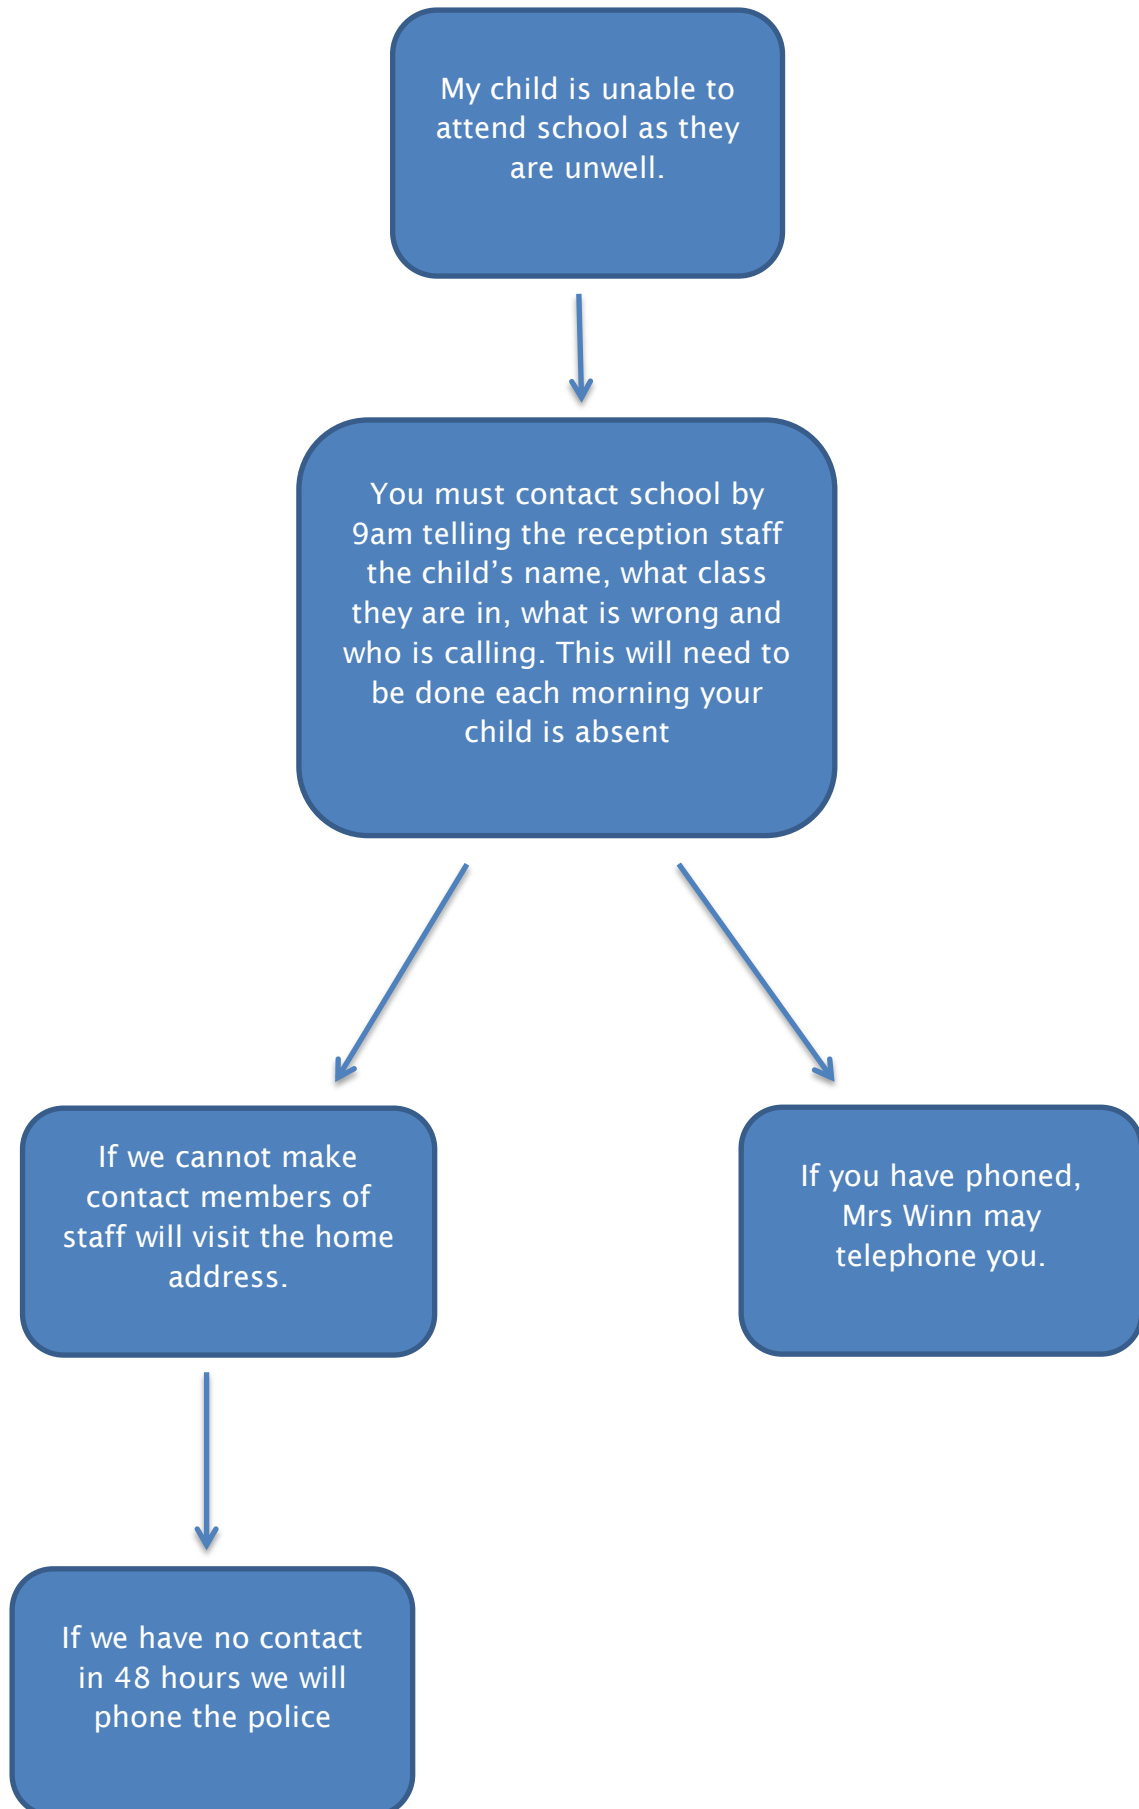 My child is unable to
attend school as they
are unwell.
You must contact school by
9am telling the reception staff
the child’s name, what class
they are in, what is wrong and
who is calling. This will need to
be done each morning your
child is absent
If we cannot make
contact members of
staff will visit the home
address.
If you have phoned,
Mrs Winn may
telephone you.
If we have no contact
in 48 hours we will
phone the police